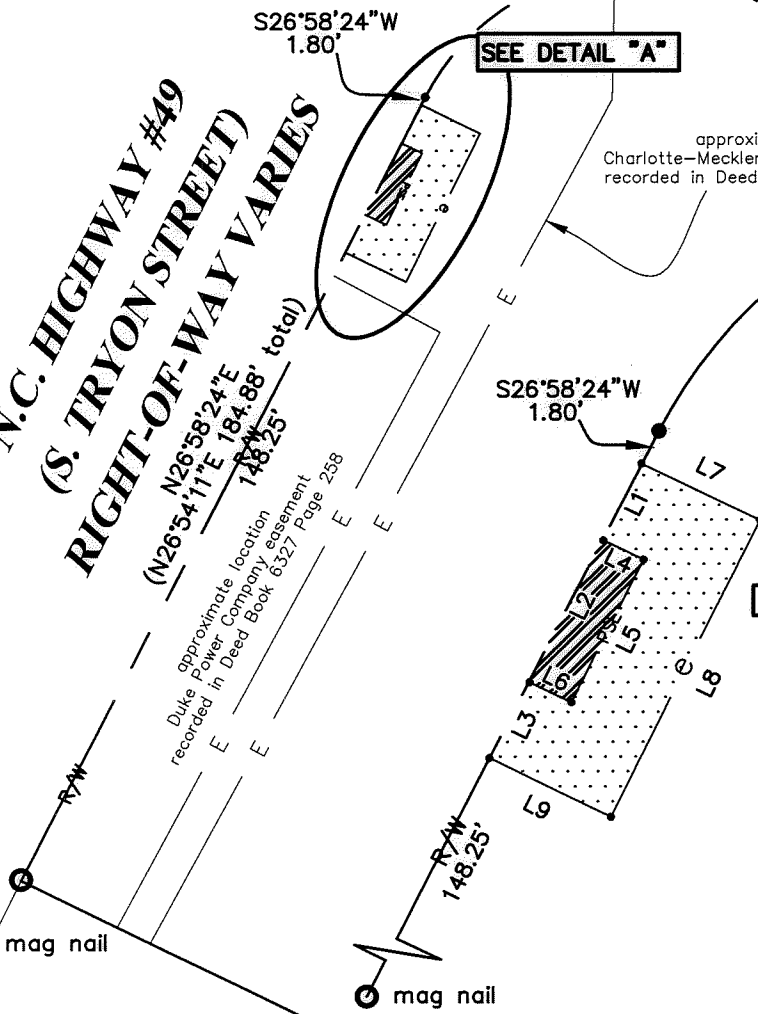 S26°58'24"W
1.80'
SEE DETAIL "A"
N.C. HIGHWAY #49
(S. TRYON STREET)
RIGHT-OF-WAY VARIES
approxi
Charlotte-Mecklen
recorded in Deed
e
E
N26°58'24"E
(N26°54'11"E 184.88' total)
R/W
148.25'
approximate location
Duke Power Company easement
recorded in Deed Book 6327 Page 258
E
E
E
E
R/W
mag nail
S26°58'24"W
1.80'
L7
L1
L4
L2
PSE
L5
L6
e
L8
L3
L9
R/W
148.25'
mag nail